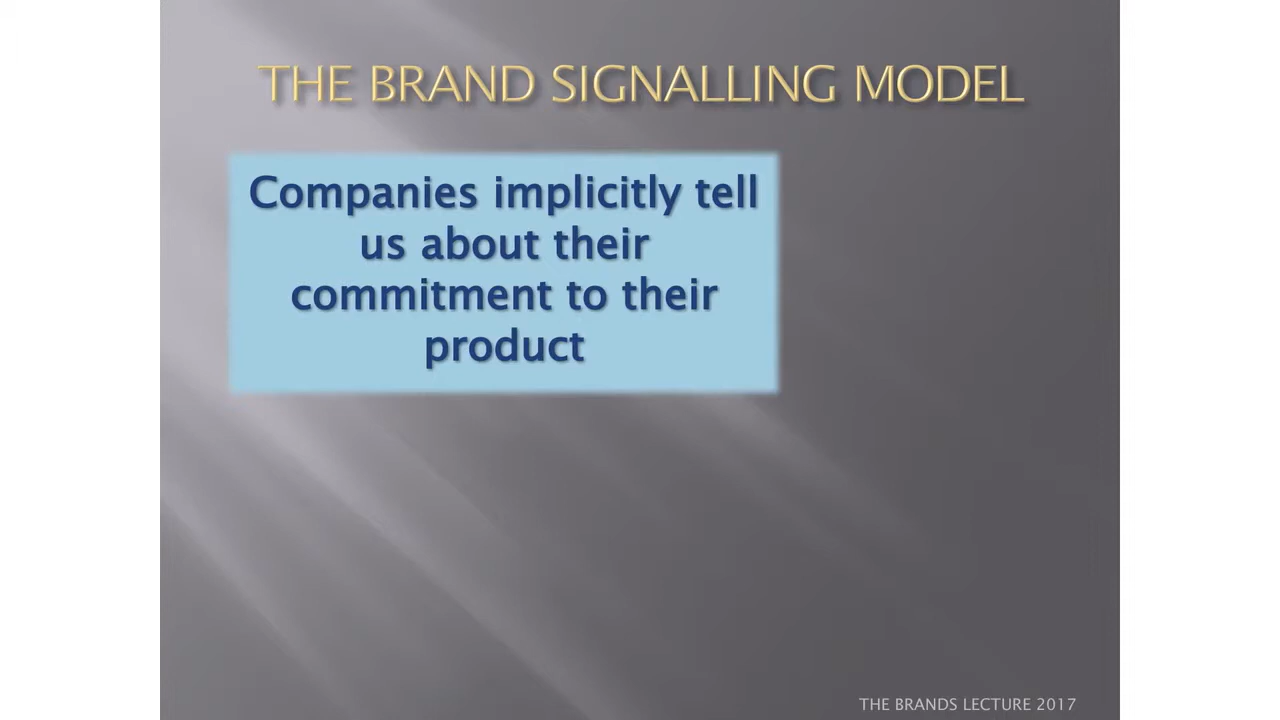 THE BRAND SIGNALLING MODEL
Companies implicitly tell
us about their
commitment to their
product
THE BRANDS LECTURE 2017